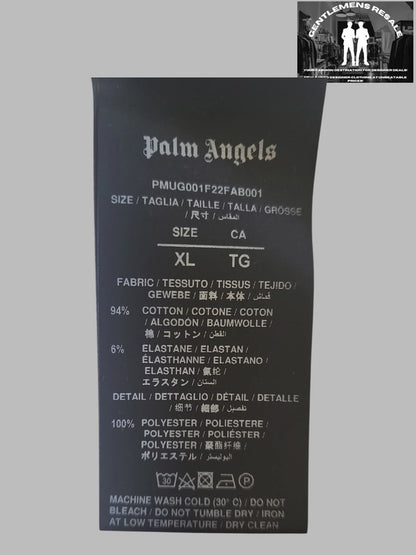 GENTLEMENS RESALE
Palm Angels
PMUG001F22FAB001
SIZE / TAGLIA / TAILLE / TALLA / GRÖSSE
/ 尺寸 / المقاس
SIZE CA
XL TG
FABRIC / TESSUTO / TISSUS / TEJIDO /
GEWEBE / 面料 / 本体 / قماش
94% COTTON / COTONE / COTON
/ ALGODÓN / BAUMWOLLE /
棉 / コットン / القطن
6% ELASTANE / ELASTAN /
ÉLASTHANNE / ELASTANO /
ELASTHAN / 氨纶 /
エラスタン / الستان
DETAIL / DETTAGLIO / DÉTAIL / DETALLE
/ 细节 / 細部 / تفصيل
100% POLYESTER / POLIESTERE /
POLYESTER / POLIÉSTER /
POLYESTER / 聚酯纤维 /
ポリエステル / البوليستر
30 P
MACHINE WASH COLD (30° C) / DO NOT
BLEACH / DO NOT TUMBLE DRY / IRON
AT LOW TEMPERATURE / DRY CLEAN